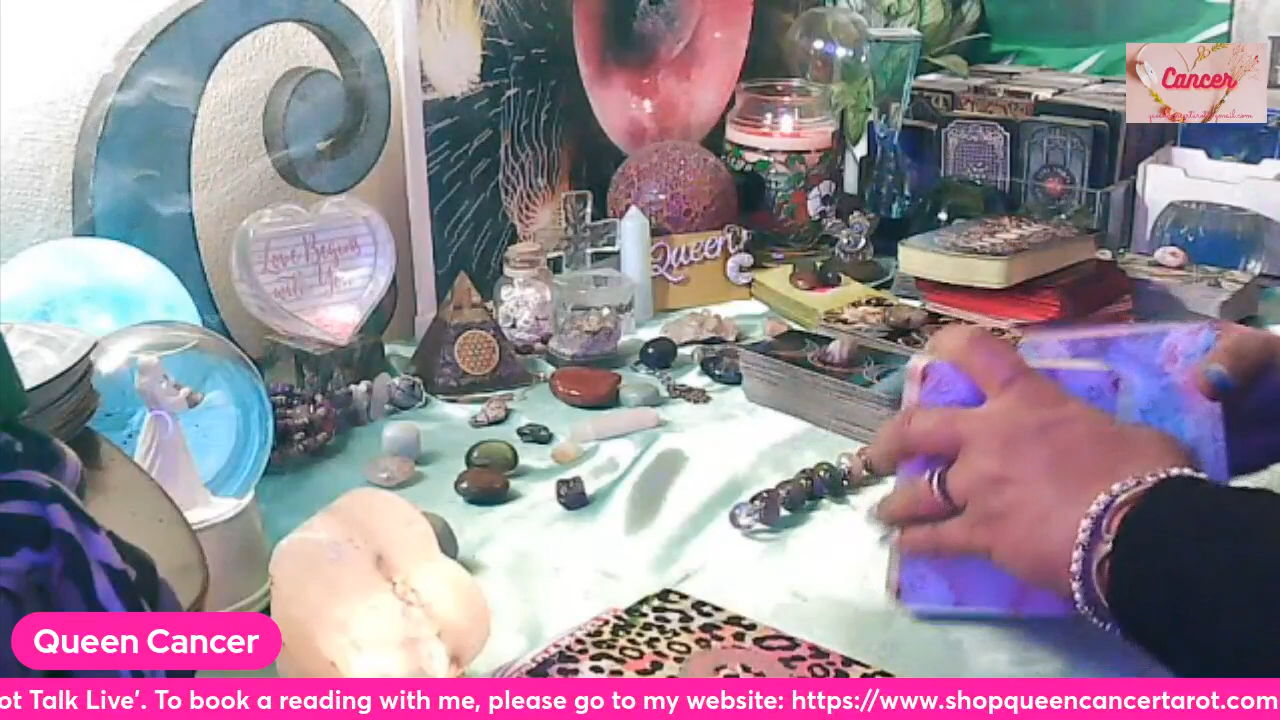 Cancer
Love Begins
with You
Queen
C
Queen Cancer
ot Talk Live'. To book a reading with me, please go to my website: https://www.shopqueencancertarot.com